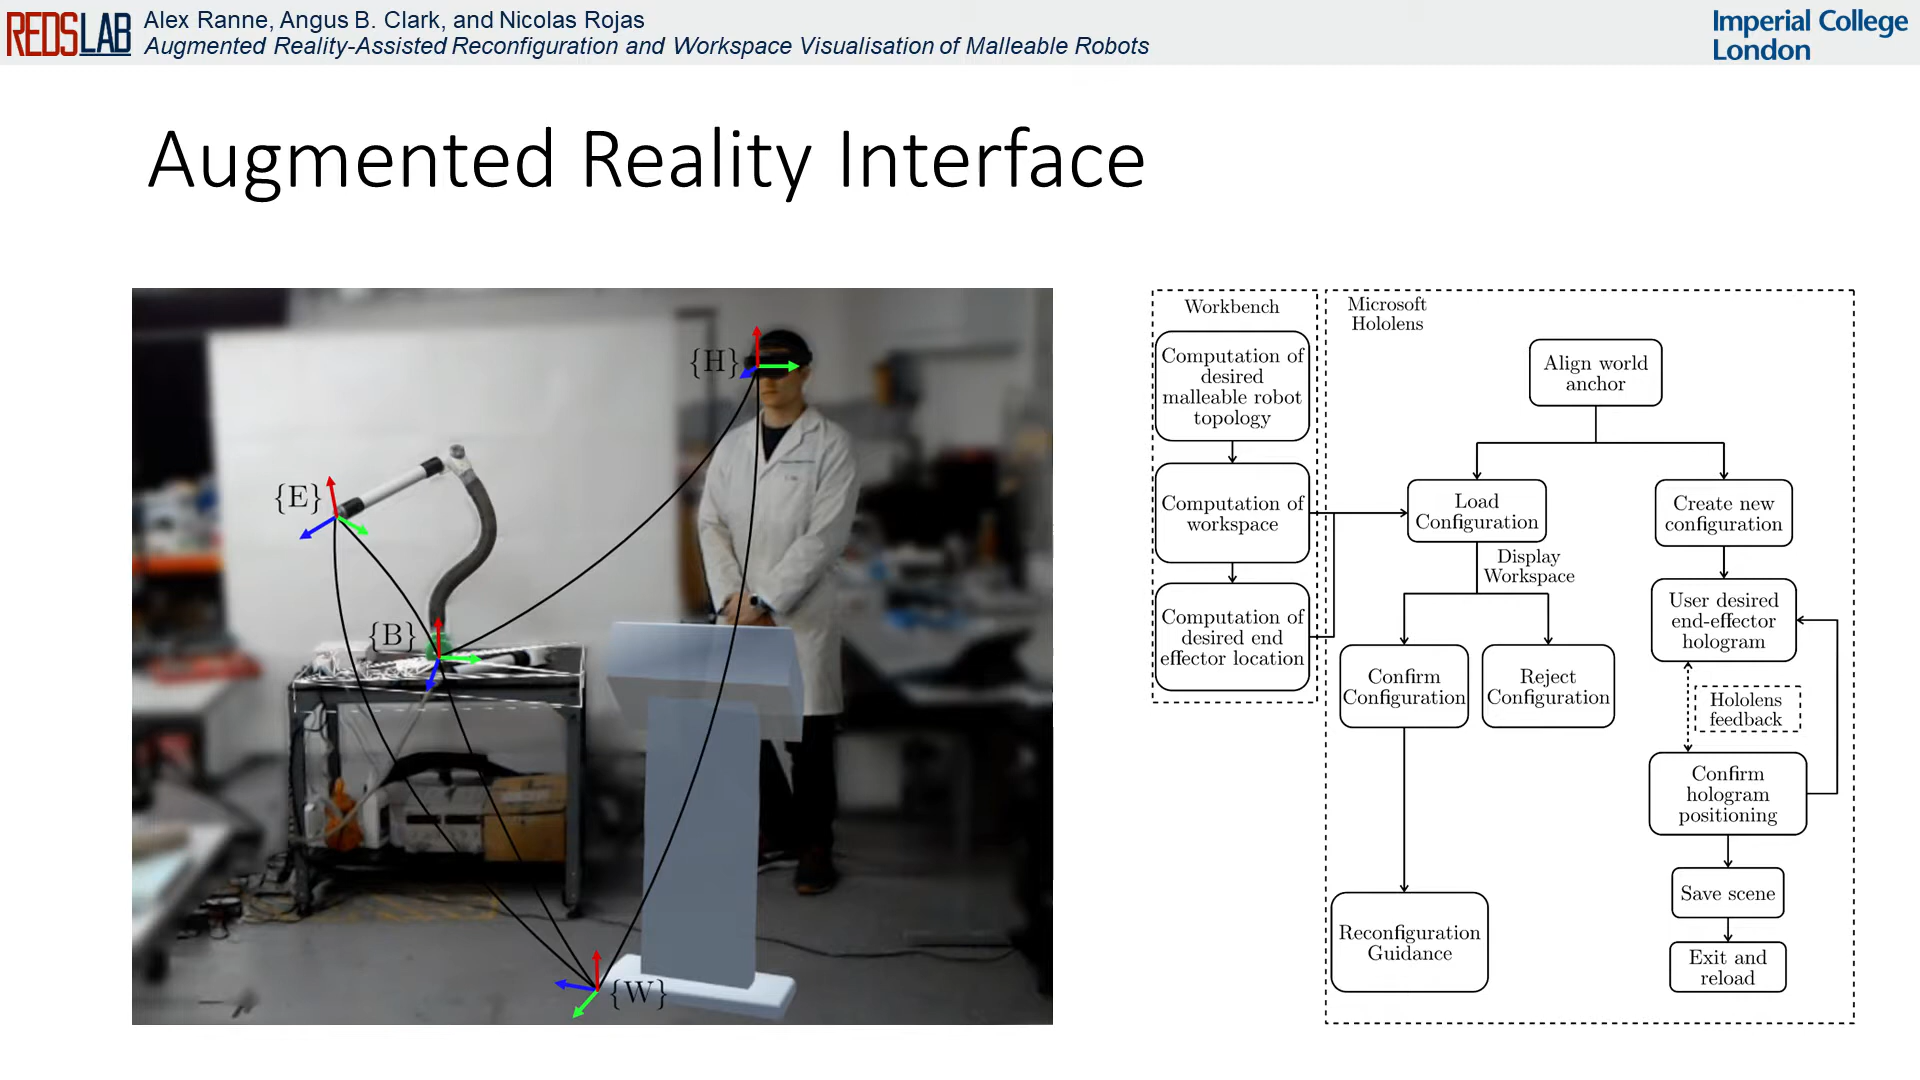 REDSLAB
Alex Ranne, Angus B. Clark, and Nicolas Rojas
Augmented Reality-Assisted Reconfiguration and Workspace Visualisation of Malleable Robots
Imperial College
London
Augmented Reality Interface
{H}
{E}
{B}
{W}
Workbench
Computation of
desired
malleable robot
topology
Computation of
workspace
Computation of
desired end
effector location
Microsoft
Hololens
Align world
anchor
Load
Configuration
Create new
configuration
Display
Workspace
User desired
end-effector
hologram
Confirm
Configuration
Reject
Configuration
Hololens
feedback
Confirm
hologram
positioning
Save scene
Reconfiguration
Guidance
Exit and
reload